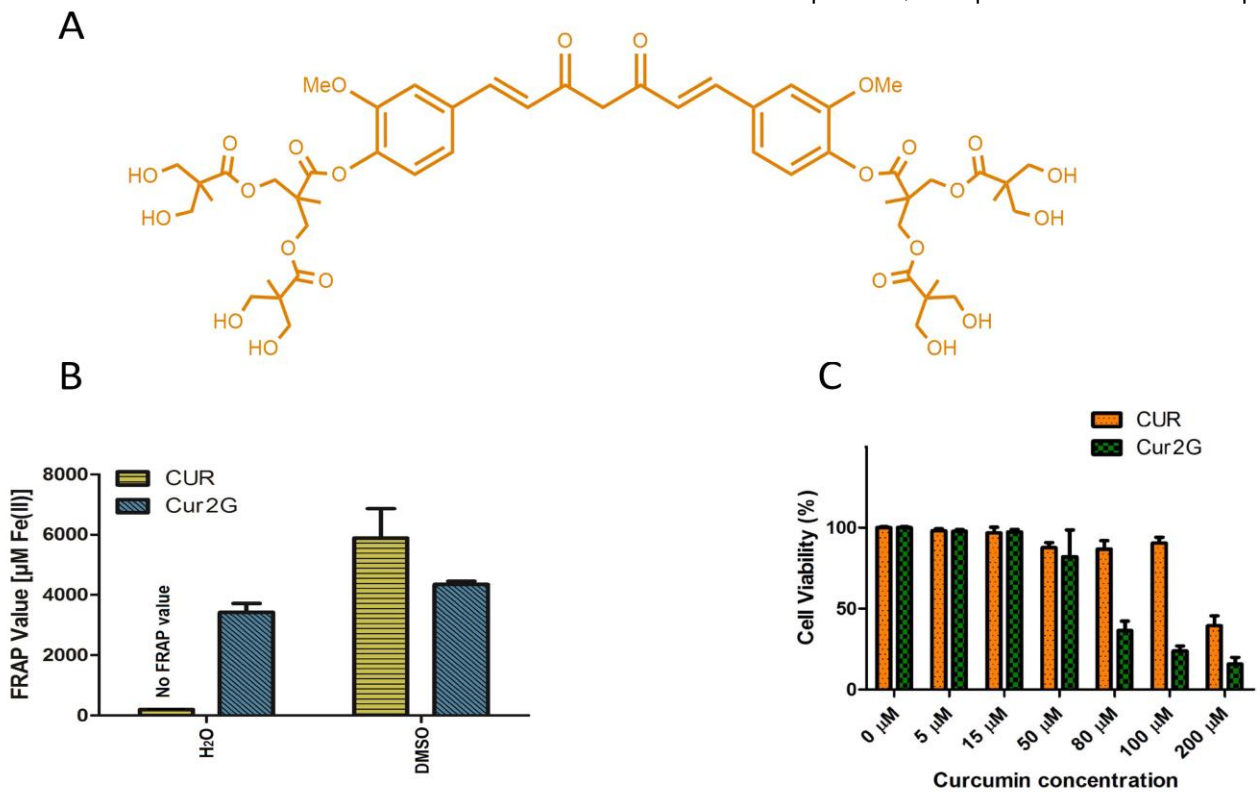 A
O
O
MeO
OMe
O
O
O
O
HO
O
O
O
O
OH
HO
O
O
OH
O
O
O
O
HO
OH
HO
OH
B
C
CUR
Cur2G
8000
6000
4000
2000
0
FRAP Value [µM Fe(II)]
CUR
Cur2G
No FRAP value
H2O
DMSO
Cell Viability (%)
100
50
0
0 µM
5 µM
15 µM
50 µM
80 µM
100 µM
200 µM
Curcumin concentration